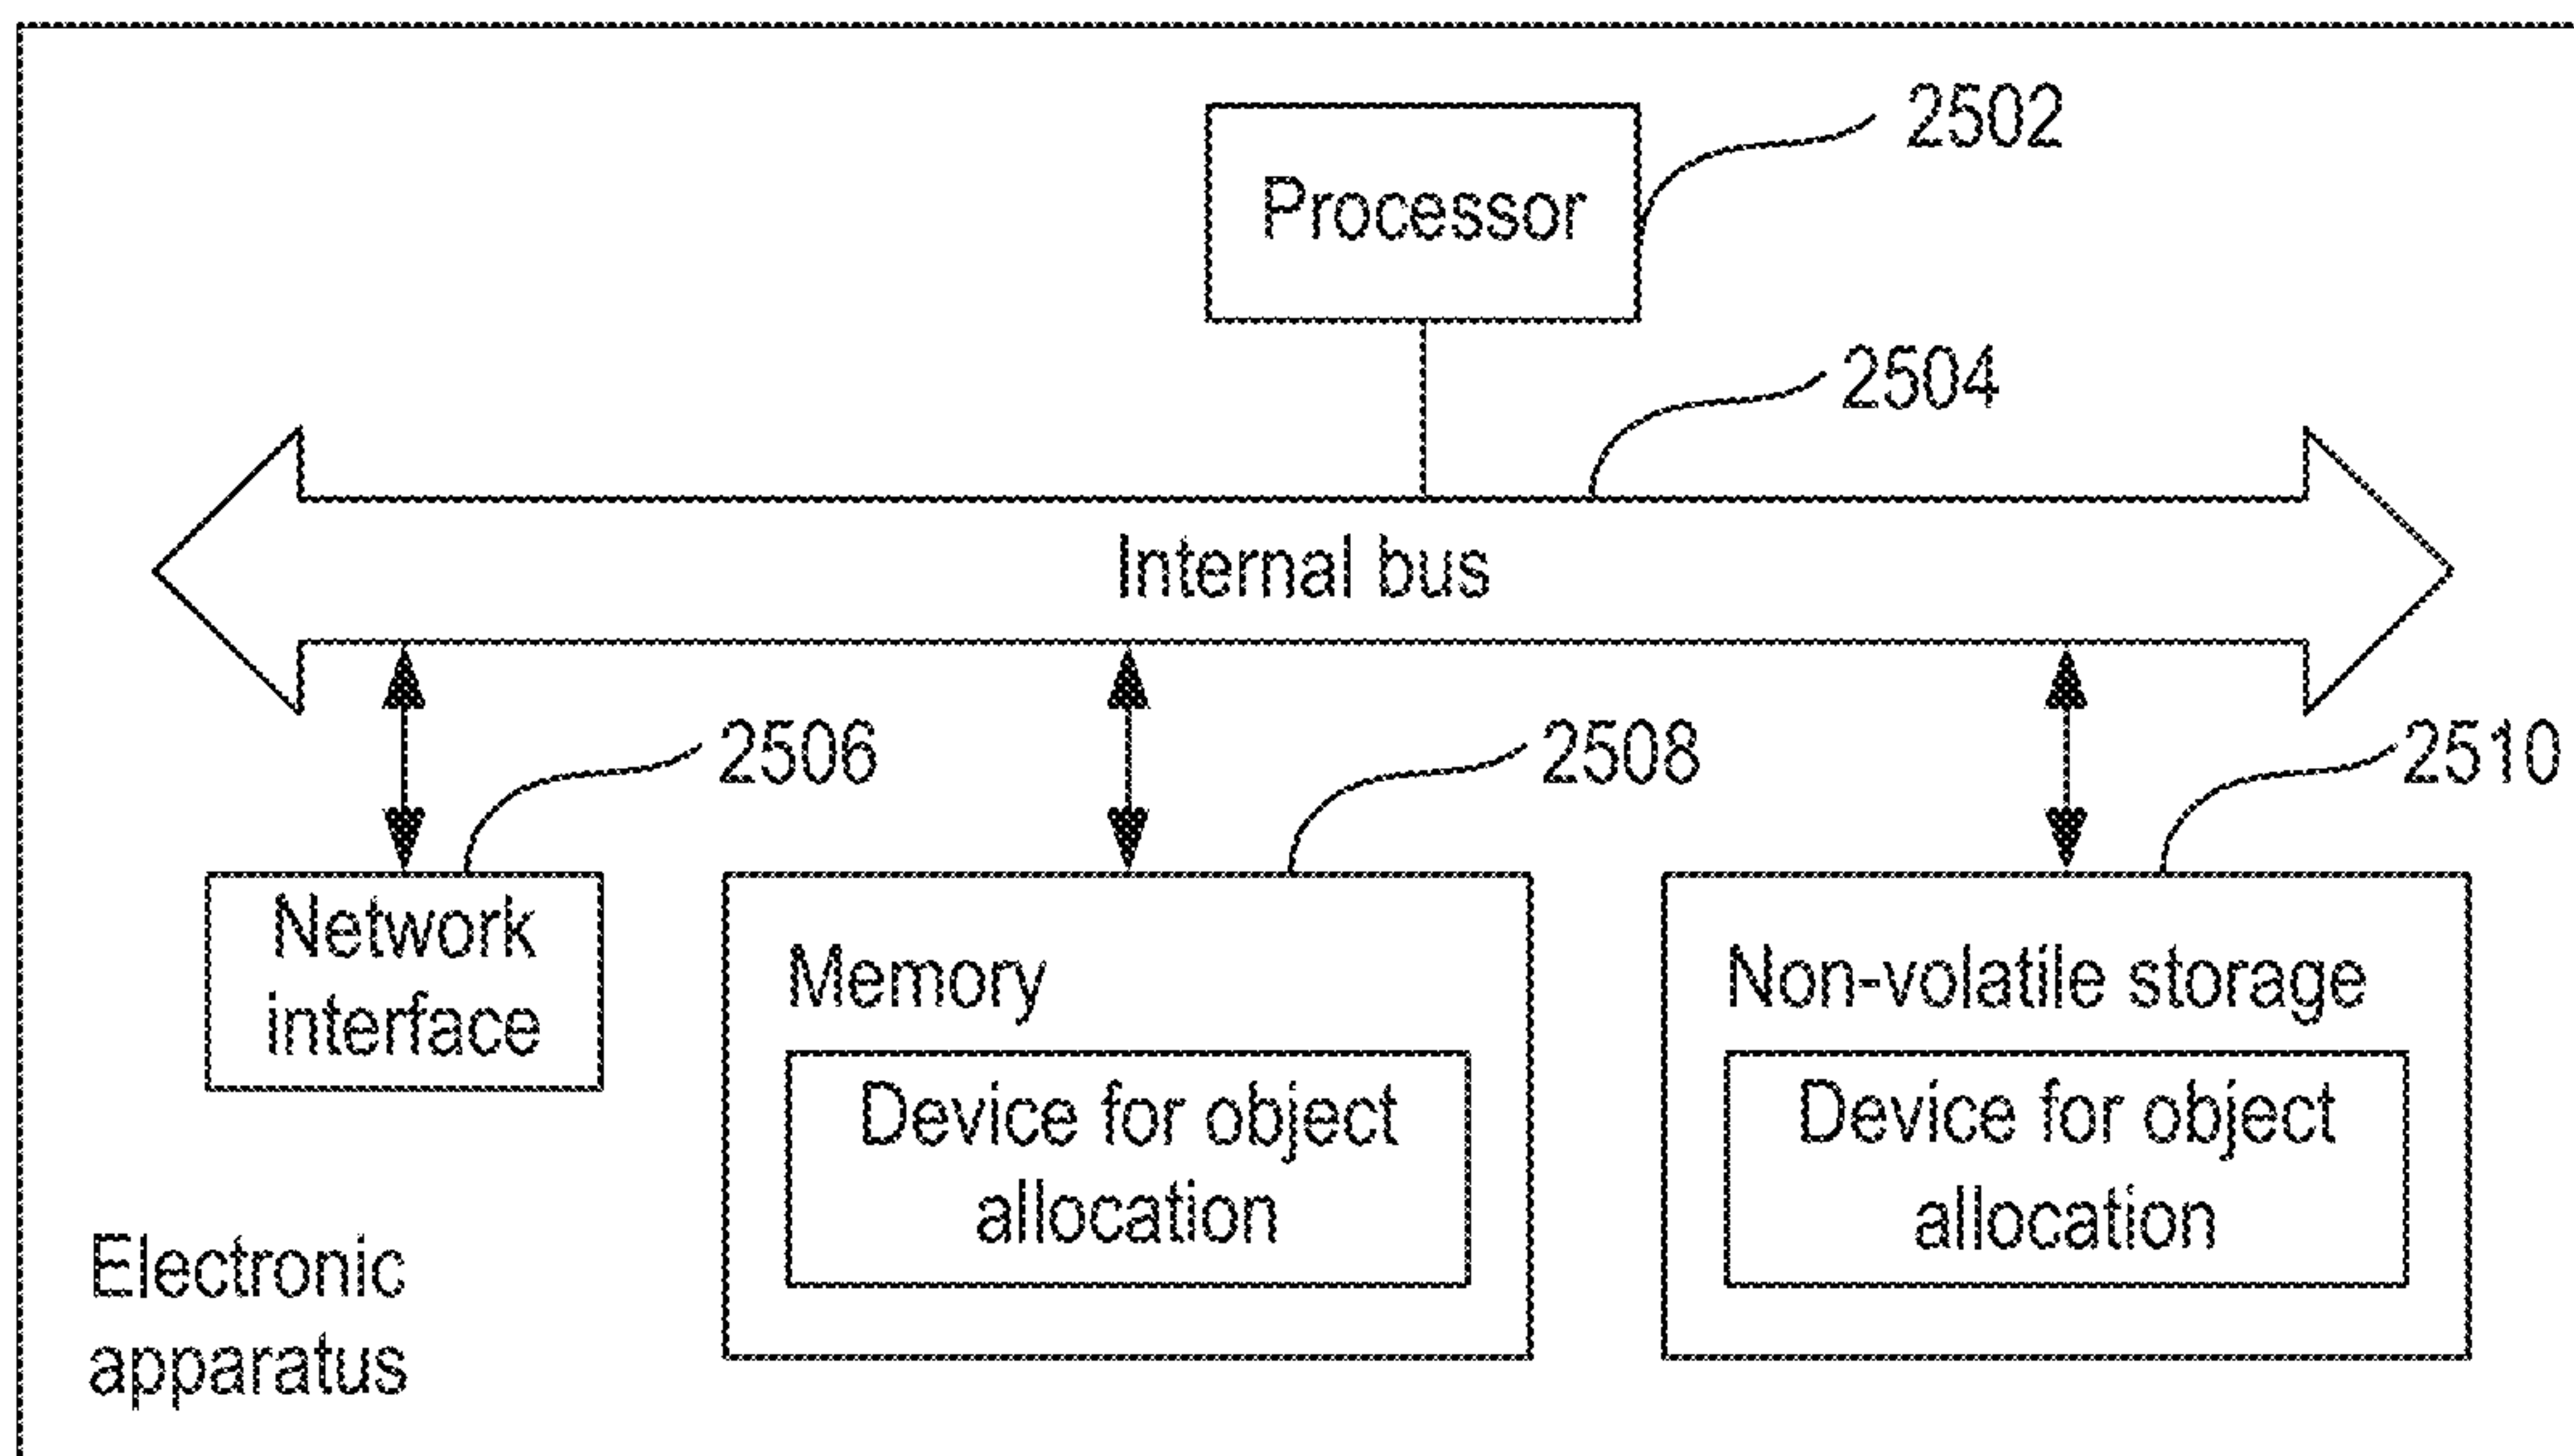 2502
Processor
2504
Internal bus
2506
2508
2510
Network
interface
Memory
Device for object
allocation
Non-volatile storage
Device for object
allocation
Electronic
apparatus